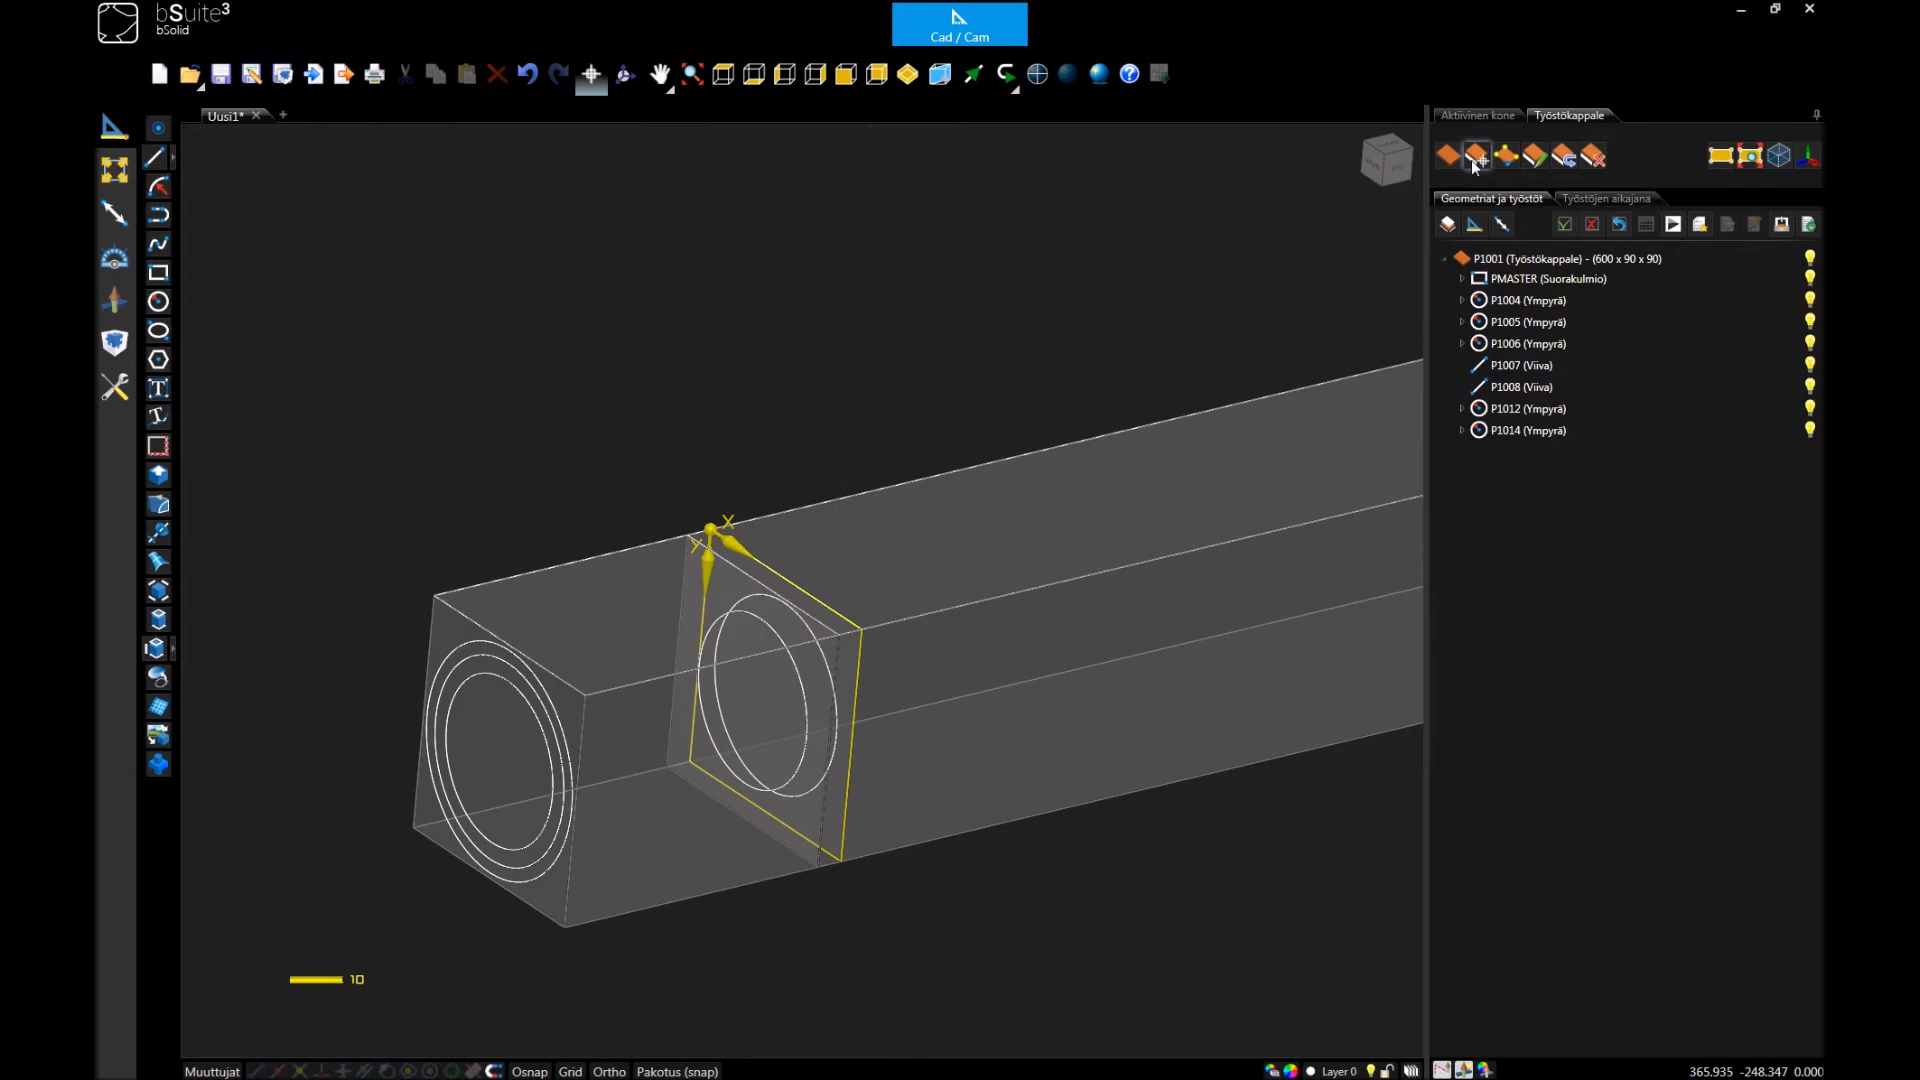 bSuite³
bSolid
Cad / Cam
Uusi1*
Aktiivinen kone
Työstökappale
Geometriat ja työstöt
Työstöjen aikajana
P1001 (Työstökappale) - (600 x 90 x 90)
PMASTER (Suorakulmio)
P1004 (Ympyrä)
P1005 (Ympyrä)
P1006 (Ympyrä)
P1007 (Viiva)
P1008 (Viiva)
P1012 (Ympyrä)
P1014 (Ympyrä)
X
Y
10
Muuttujat
Osnap
Grid
Ortho
Pakotus (snap)
Layer 0
365.935 -248.347 0.000